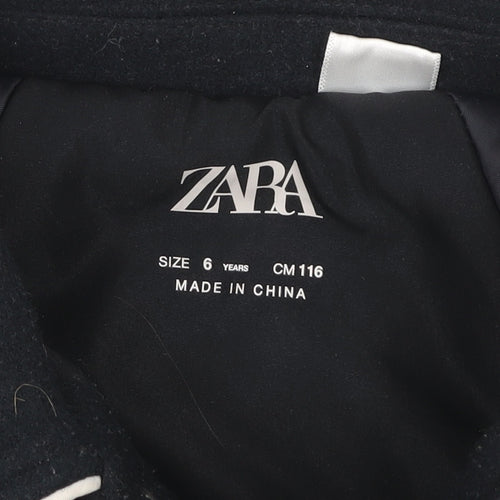 ZARA
SIZE 6 YEARS CM 116
MADE IN CHINA